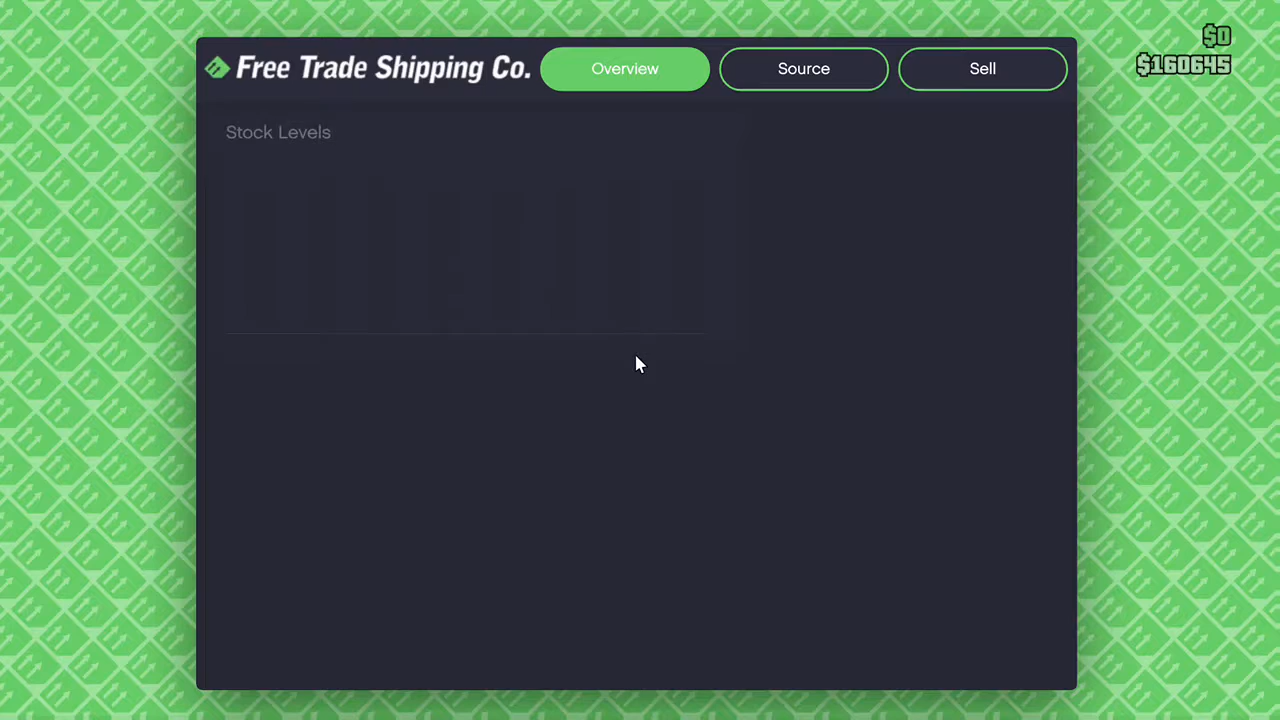 $0
$160645
Free Trade Shipping Co.
Overview
Source
Sell
Stock Levels